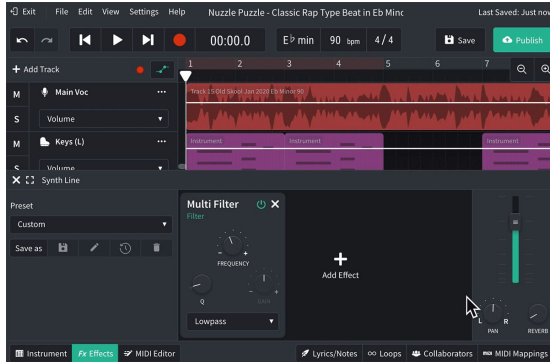 Exit File Edit View Settings Help Nuzzle Puzzle - Classic Rap Type Beat in Eb Minc Last Saved: Just now
00:00.0 E♭ min 90 bpm 4 / 4 Save Publish
+ Add Track 1 2 3 4 5 6 7
M Main Voc ... Track 15 Old Skool Jan 2020 Eb Minor 90
S Volume
M Keys (L) ... Instrument Instrument Instrument
S Volume
Synth Line
Preset Multi Filter
Filter
Custom
Save as FREQUENCY Add Effect
Q GAIN
L R
Lowpass PAN REVERB
Instrument Fx Effects MIDI Editor Lyrics/Notes Loops Collaborators MIDI Mappings